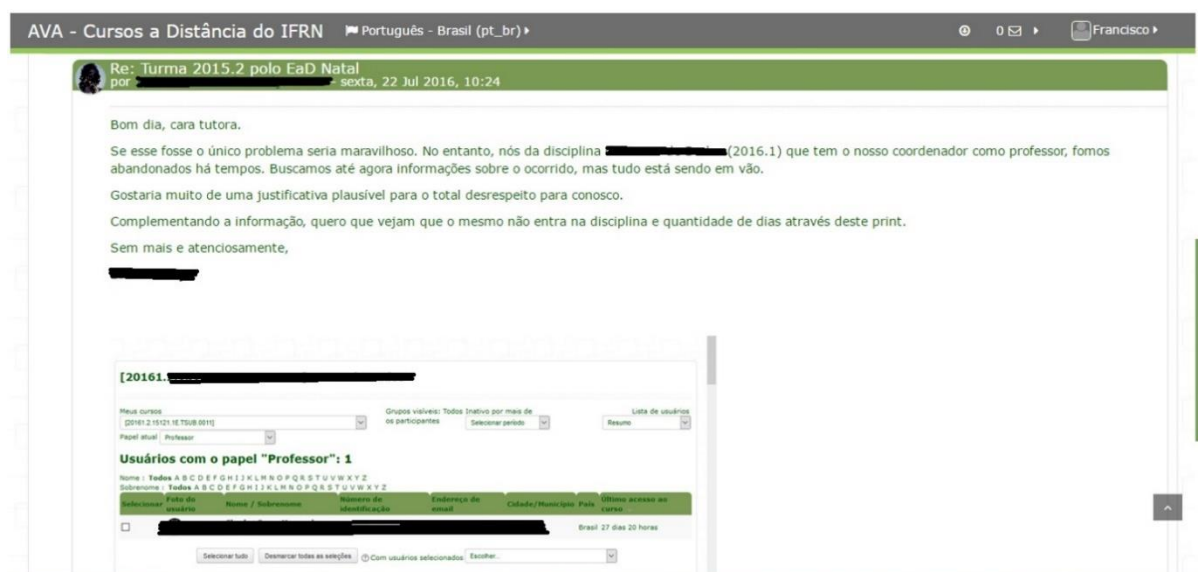 AVA - Cursos a Distância do IFRN Português - Brasil (pt_br) 0 Francisco
Re: Turma 2015.2 polo EaD Natal
por - sexta, 22 Jul 2016, 10:24
Bom dia, cara tutora.
Se esse fosse o único problema seria maravilhoso. No entanto, nós da disciplina (2016.1) que tem o nosso coordenador como professor, fomos
abandonados há tempos. Buscamos até agora informações sobre o ocorrido, mas tudo está sendo em vão.
Gostaria muito de uma justificativa plausível para o total desrespeito para conosco.
Complementando a informação, quero que vejam que o mesmo não entra na disciplina e quantidade de dias através deste print.
Sem mais e atenciosamente,
[20161.
Meus cursos Grupos visíveis: Todos Inativo por mais de Lista de usuários
[20161.2.15121.1E.TSUB.0011] os participantes Selecionar período Resumo
Papel atual Professor
Usuários com o papel "Professor": 1
Nome : Todos A B C D E F G H I J K L M N O P Q R S T U V W X Y Z
Sobrenome : Todos A B C D E F G H I J K L M N O P Q R S T U V W X Y Z
Selecionar Foto do usuário Nome / Sobrenome Número de identificação Endereço de email Cidade/Município País Último acesso ao curso
Brasil 27 dias 20 horas
Selecionar tudo Desmarcar todas as seleções Com usuários selecionados Escolher...